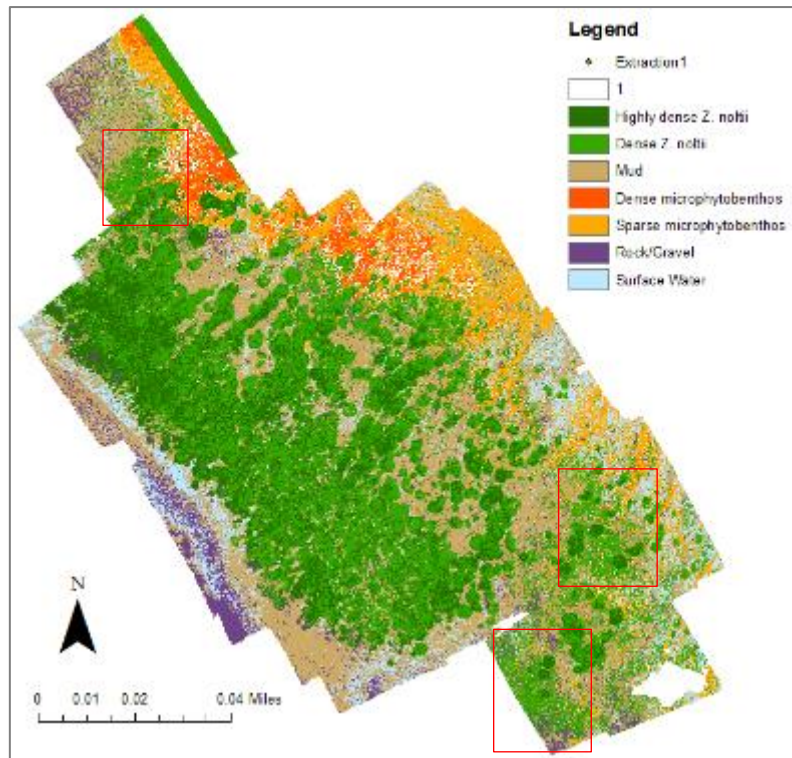 Legend
Extraction1
1
Highly dense Z. noltii
Dense Z. noltii
Mud
Dense microphytobenthos
Sparse microphytobenthos
Rock/Gravel
Surface Water
N
0 0.01 0.02 0.04 Miles